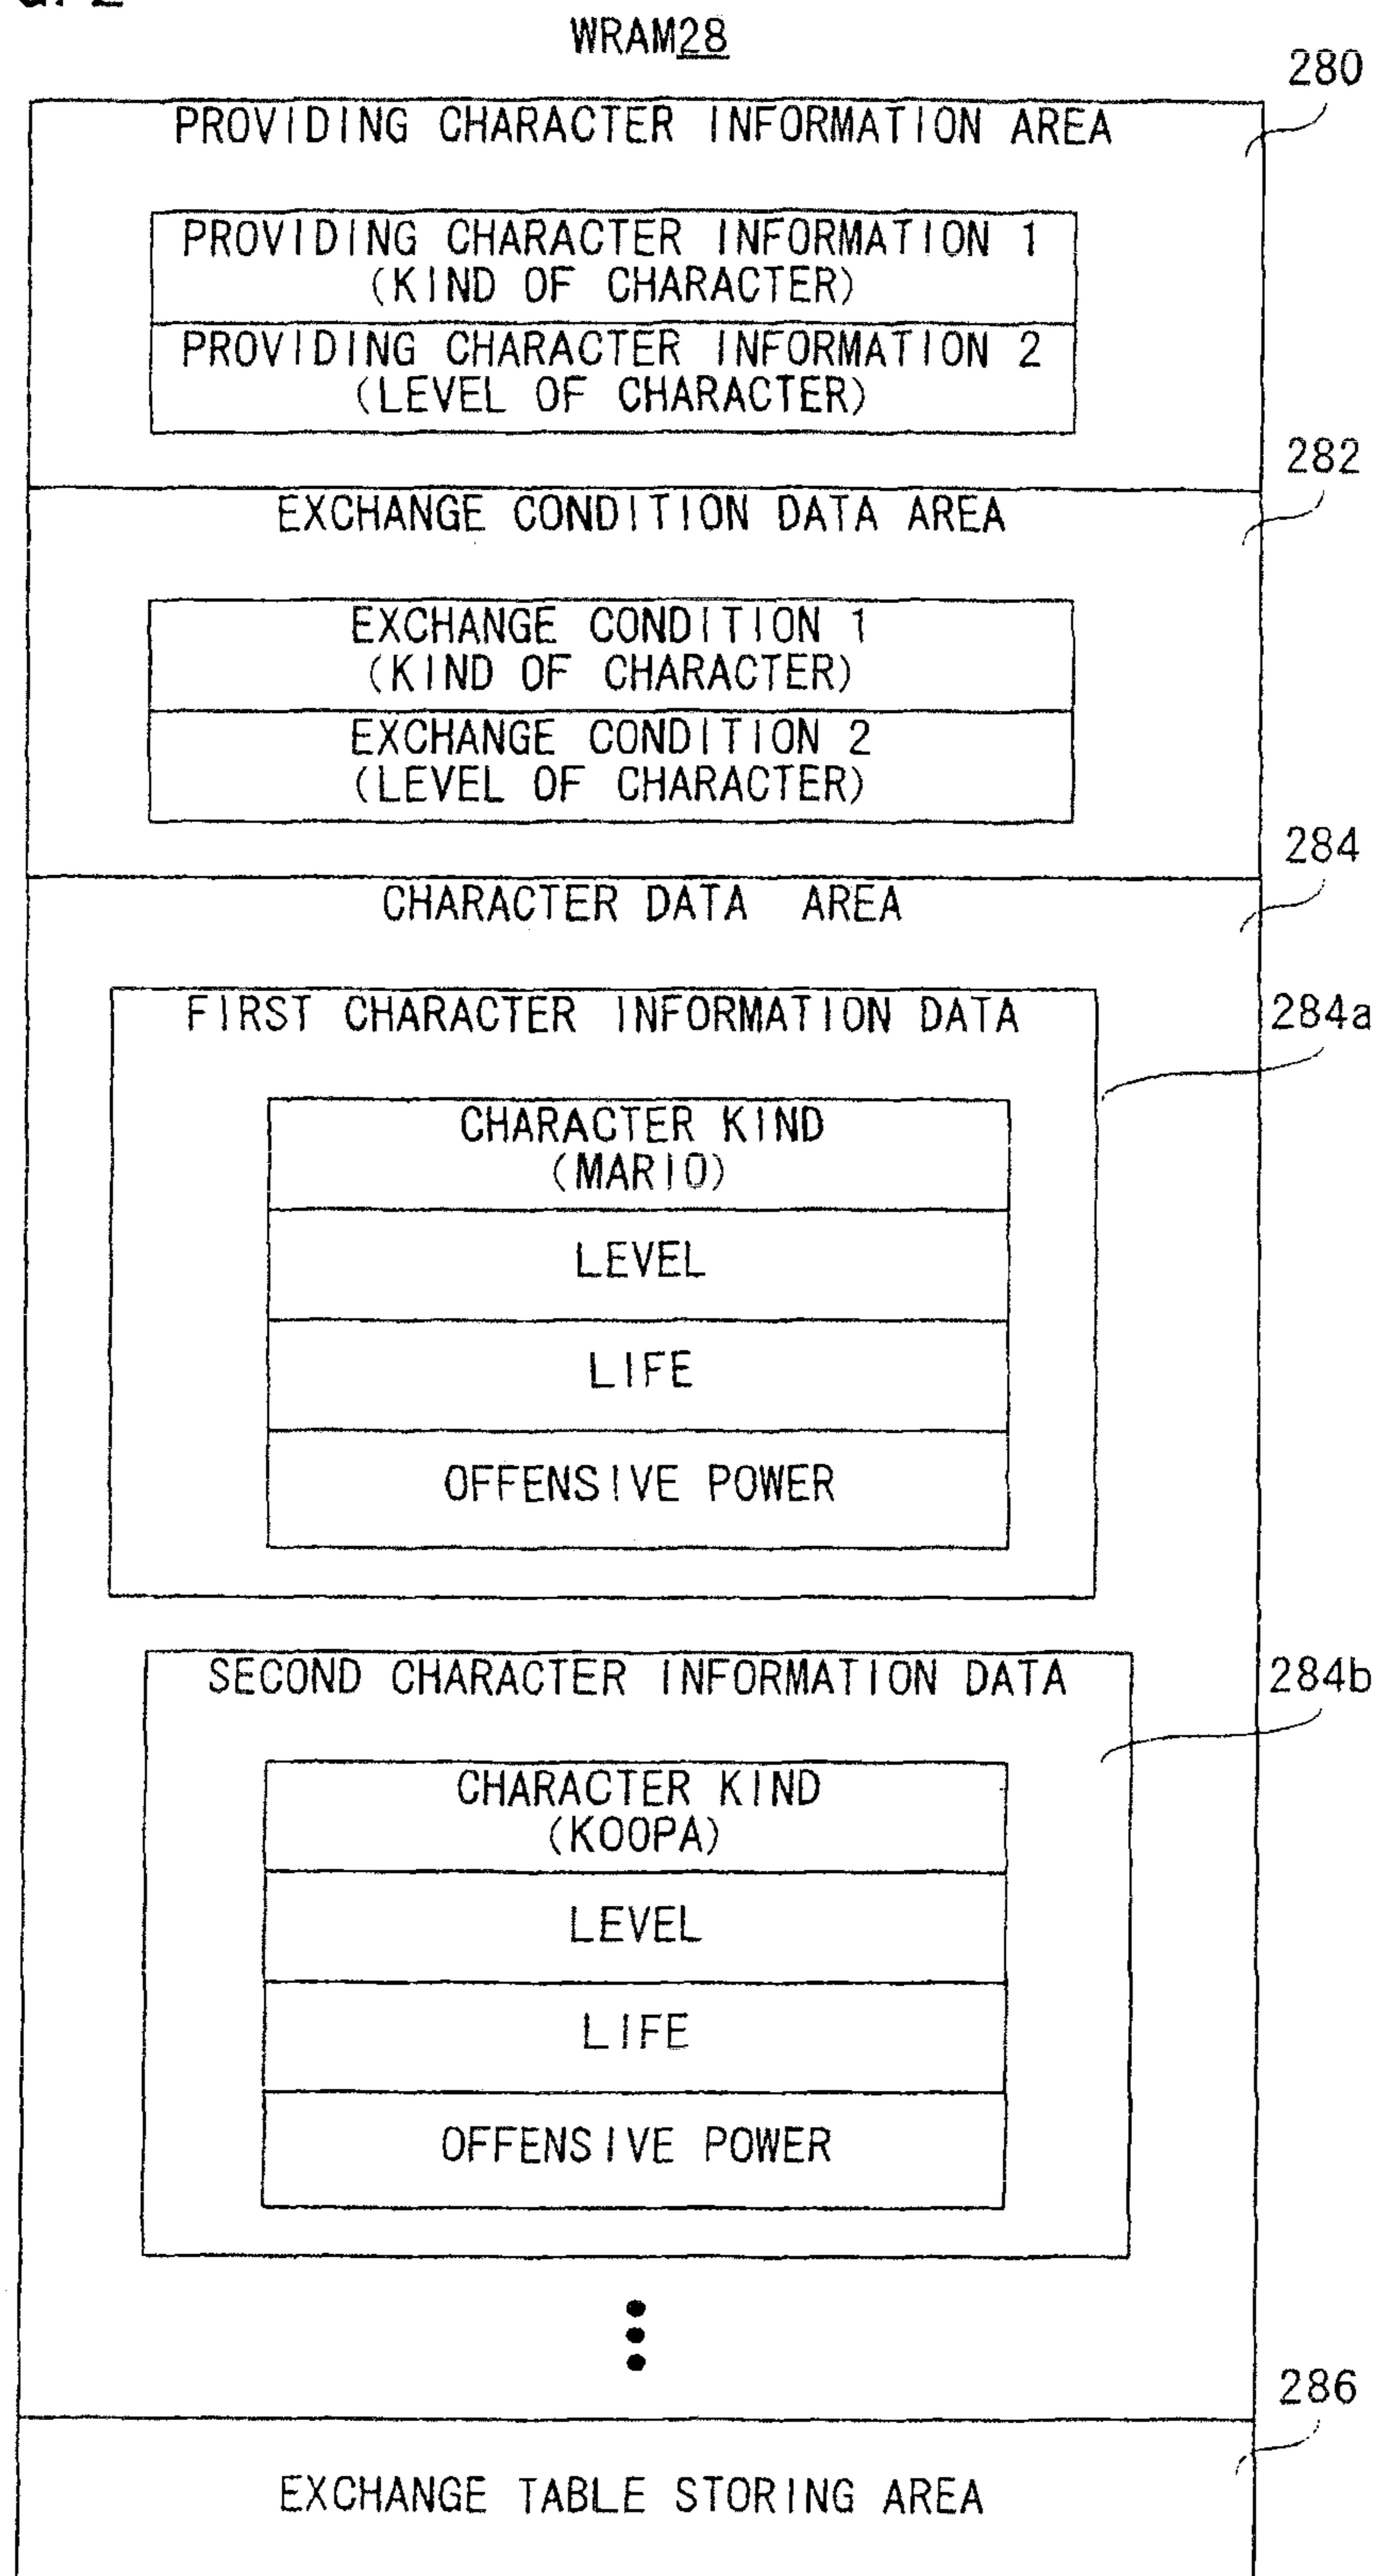 WRAM28
280
PROVIDING CHARACTER INFORMATION AREA
PROVIDING CHARACTER INFORMATION 1
(KIND OF CHARACTER)
PROVIDING CHARACTER INFORMATION 2
(LEVEL OF CHARACTER)
282
EXCHANGE CONDITION DATA AREA
EXCHANGE CONDITION 1
(KIND OF CHARACTER)
EXCHANGE CONDITION 2
(LEVEL OF CHARACTER)
284
CHARACTER DATA AREA
FIRST CHARACTER INFORMATION DATA
284a
CHARACTER KIND
(MARIO)
LEVEL
LIFE
OFFENSIVE POWER
SECOND CHARACTER INFORMATION DATA
284b
CHARACTER KIND
(KOOPA)
LEVEL
LIFE
OFFENSIVE POWER
286
EXCHANGE TABLE STORING AREA